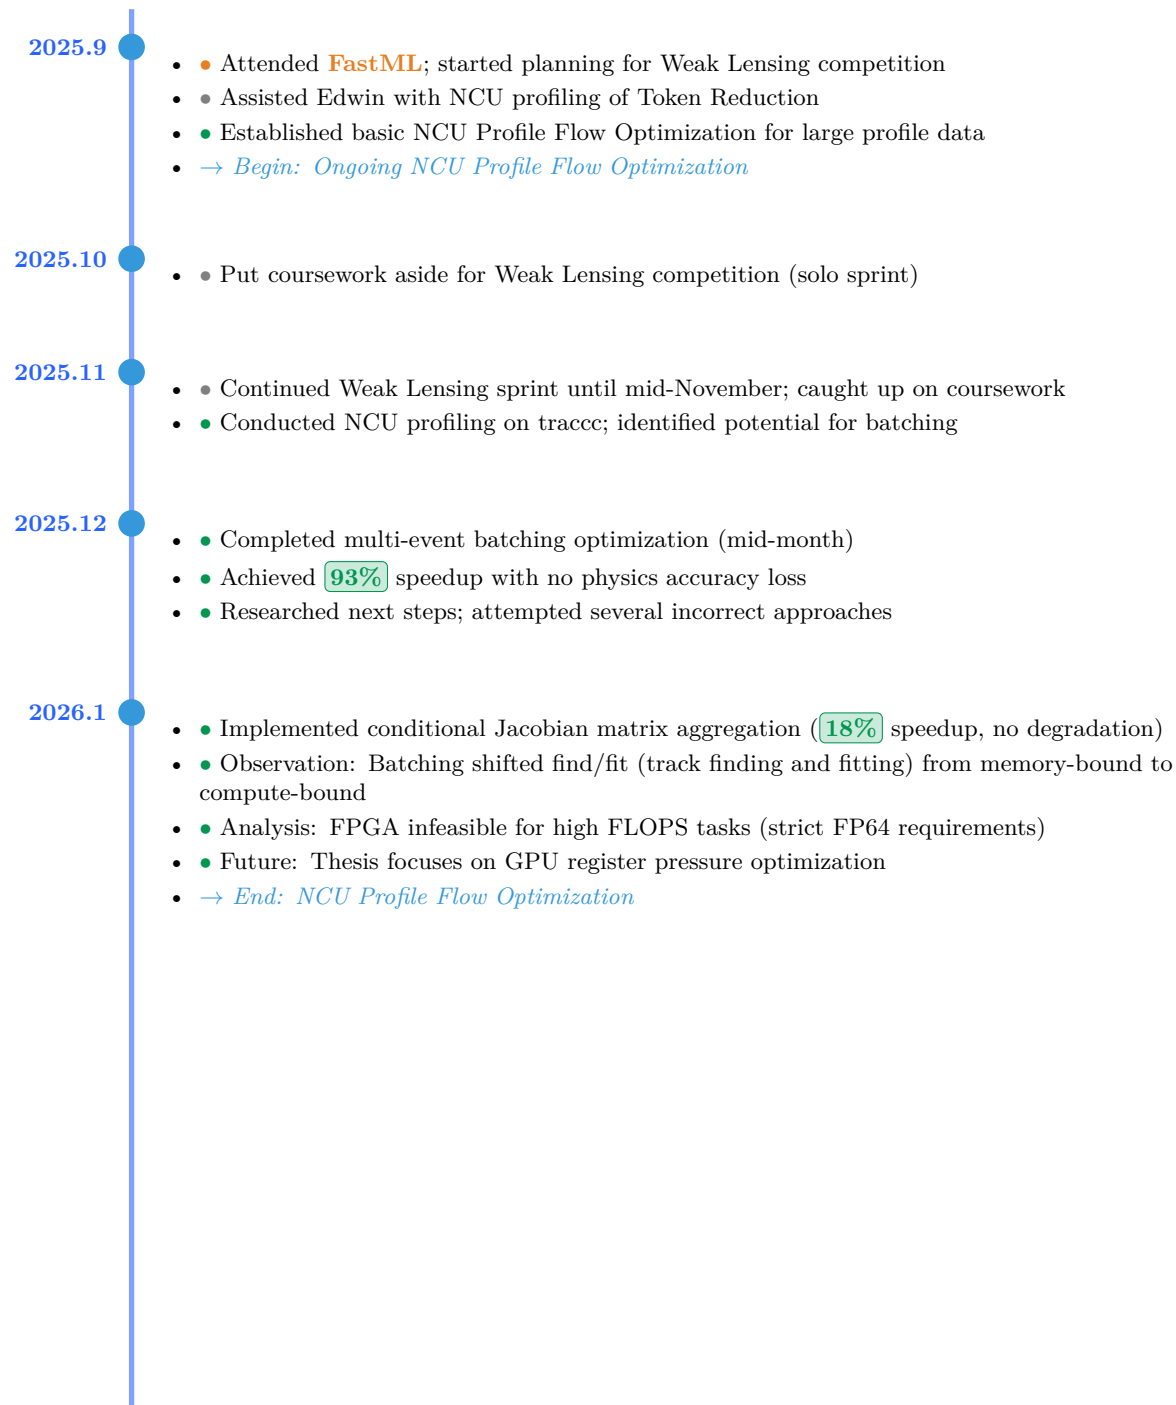 2025.9
• • Attended FastML; started planning for Weak Lensing competition
• • Assisted Edwin with NCU profiling of Token Reduction
• • Established basic NCU Profile Flow Optimization for large profile data
• → Begin: Ongoing NCU Profile Flow Optimization
2025.10
• • Put coursework aside for Weak Lensing competition (solo sprint)
2025.11
• • Continued Weak Lensing sprint until mid-November; caught up on coursework
• • Conducted NCU profiling on traccc; identified potential for batching
2025.12
• • Completed multi-event batching optimization (mid-month)
• • Achieved 93% speedup with no physics accuracy loss
• • Researched next steps; attempted several incorrect approaches
2026.1
• • Implemented conditional Jacobian matrix aggregation (18% speedup, no degradation)
• • Observation: Batching shifted find/fit (track finding and fitting) from memory-bound to
compute-bound
• • Analysis: FPGA infeasible for high FLOPS tasks (strict FP64 requirements)
• • Future: Thesis focuses on GPU register pressure optimization
• → End: NCU Profile Flow Optimization